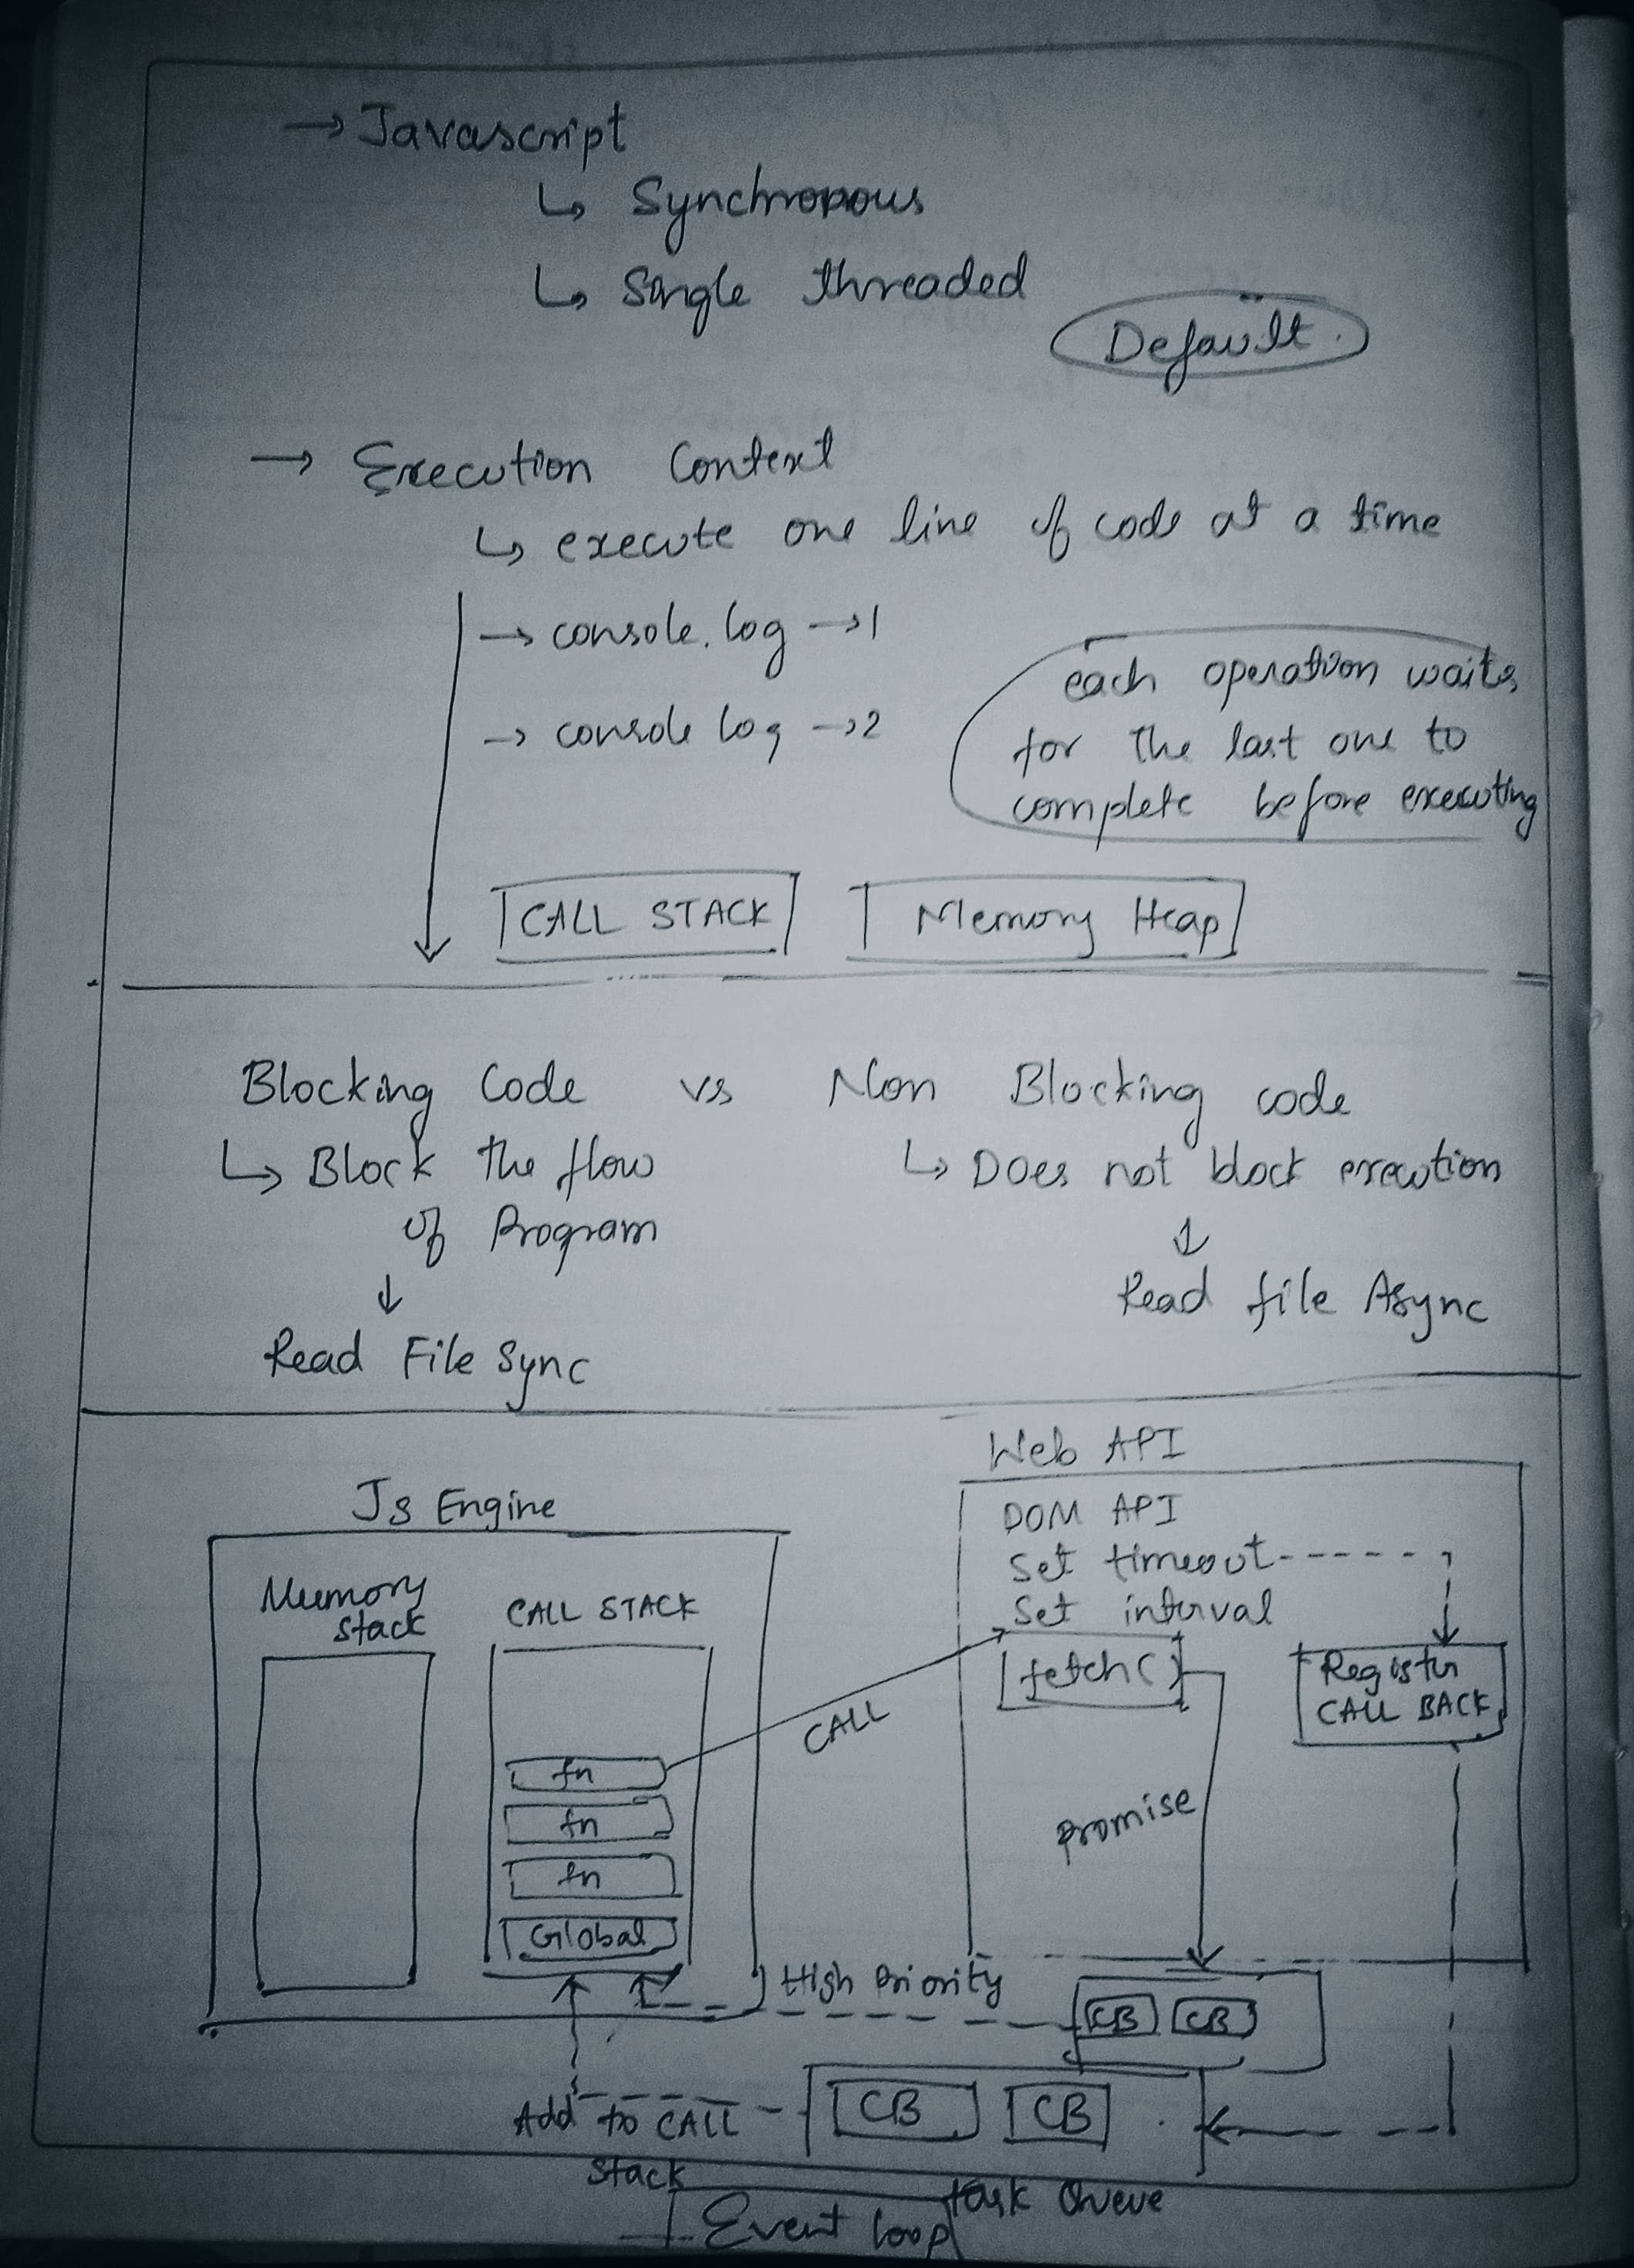 → Javascript
↳ Synchronous
↳ Single threaded
Default.
→ Execution Context
↳ execute one line of code at a time
→ console.log → 1
→ console log → 2
each operation waits
for the last one to
complete before executing
CALL STACK
Memory Heap
Blocking Code vs Non Blocking code
↳ Block the flow
of Program
↓
Read File Sync
↳ Does not block execution
↓
Read file Async
Js Engine
Memory
Stack
CALL STACK
fn
fn
fn
Global
CALL
Web API
DOM API
Set timeout
Set interval
fetch()
Register
CALL BACK
Promise
High Priority
CB CB
Add to CALL
Stack
CB CB
task Queue
Event loop